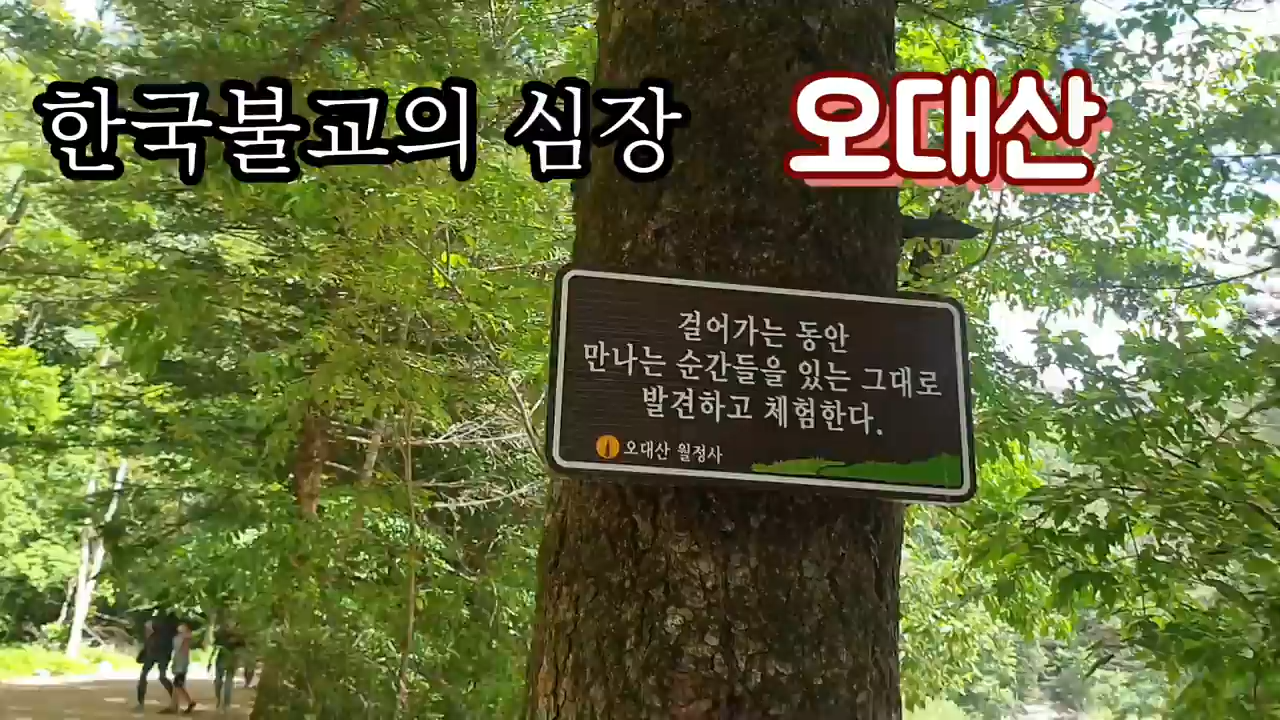 한국불교의 심장 오대산
걸어가는 동안
만나는 순간들을 있는 그대로
발견하고 체험한다.
오대산 월정사